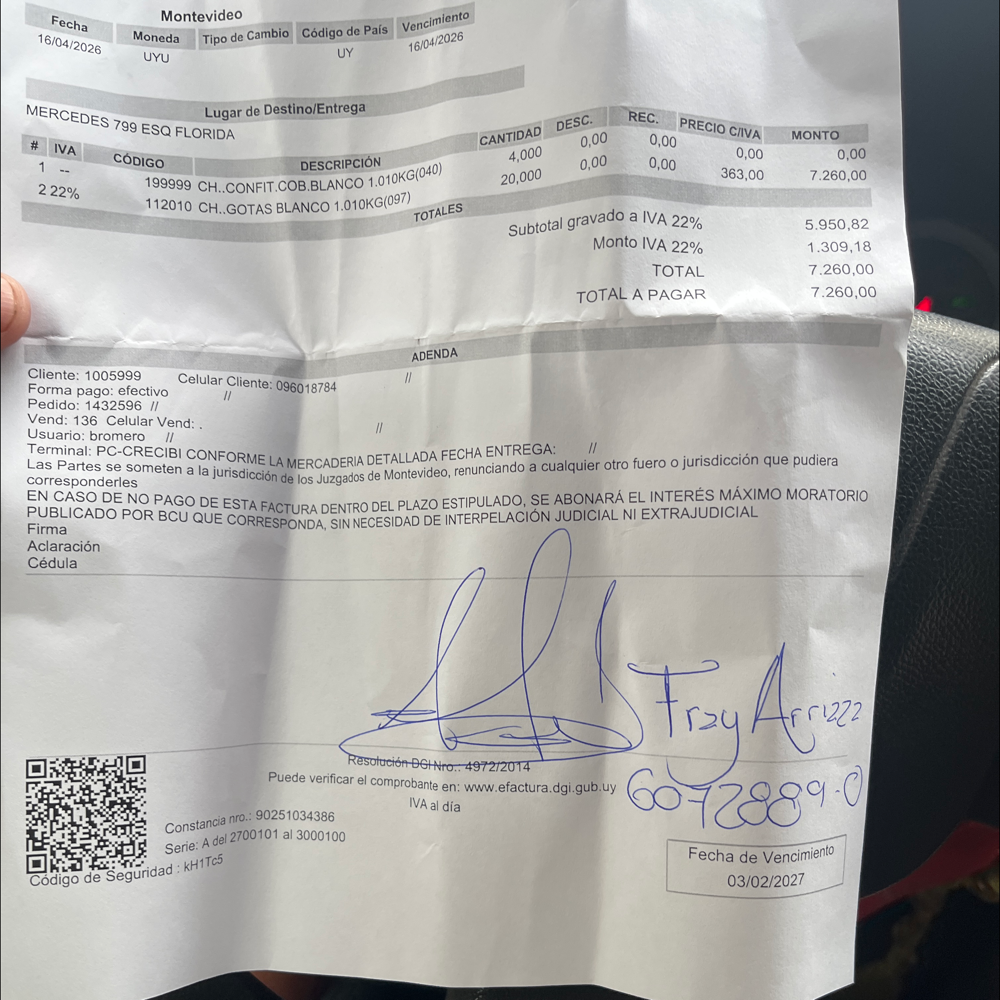 Montevideo
Fecha Moneda Tipo de Cambio Código de País Vencimiento
16/04/2026 UYU UY 16/04/2026
Lugar de Destino/Entrega
MERCEDES 799 ESQ FLORIDA
# IVA CÓDIGO DESCRIPCIÓN CANTIDAD DESC. REC. PRECIO C/IVA MONTO
1 -- 199999 CH..CONFIT.COB.BLANCO 1.010KG(040) 4,000 0,00 0,00 0,00 0,00
2 22% 112010 CH..GOTAS BLANCO 1.010KG(097) 20,000 0,00 0,00 363,00 7.260,00
TOTALES
Subtotal gravado a IVA 22% 5.950,82
Monto IVA 22% 1.309,18
TOTAL 7.260,00
TOTAL A PAGAR 7.260,00
ADENDA
Cliente: 1005999 Celular Cliente: 096018784 //
Forma pago: efectivo //
Pedido: 1432596 //
Vend: 136 Celular Vend: . //
Usuario: bromero //
Terminal: PC-CRECIBI CONFORME LA MERCADERIA DETALLADA FECHA ENTREGA: //
Las Partes se someten a la jurisdicción de los Juzgados de Montevideo, renunciando a cualquier otro fuero o jurisdicción que pudiera
corresponderles
EN CASO DE NO PAGO DE ESTA FACTURA DENTRO DEL PLAZO ESTIPULADO, SE ABONARÁ EL INTERÉS MÁXIMO MORATORIO
PUBLICADO POR BCU QUE CORRESPONDA, SIN NECESIDAD DE INTERPELACIÓN JUDICIAL NI EXTRAJUDICIAL
Firma
Aclaración
Cédula
Fray Arrizzz
6072889-0
Resolución DGI Nro.: 4972/2014
Puede verificar el comprobante en: www.efactura.dgi.gub.uy
IVA al día
Constancia nro.: 90251034386
Serie: A del 2700101 al 3000100
Código de Seguridad : kH1Tc5
Fecha de Vencimiento
03/02/2027